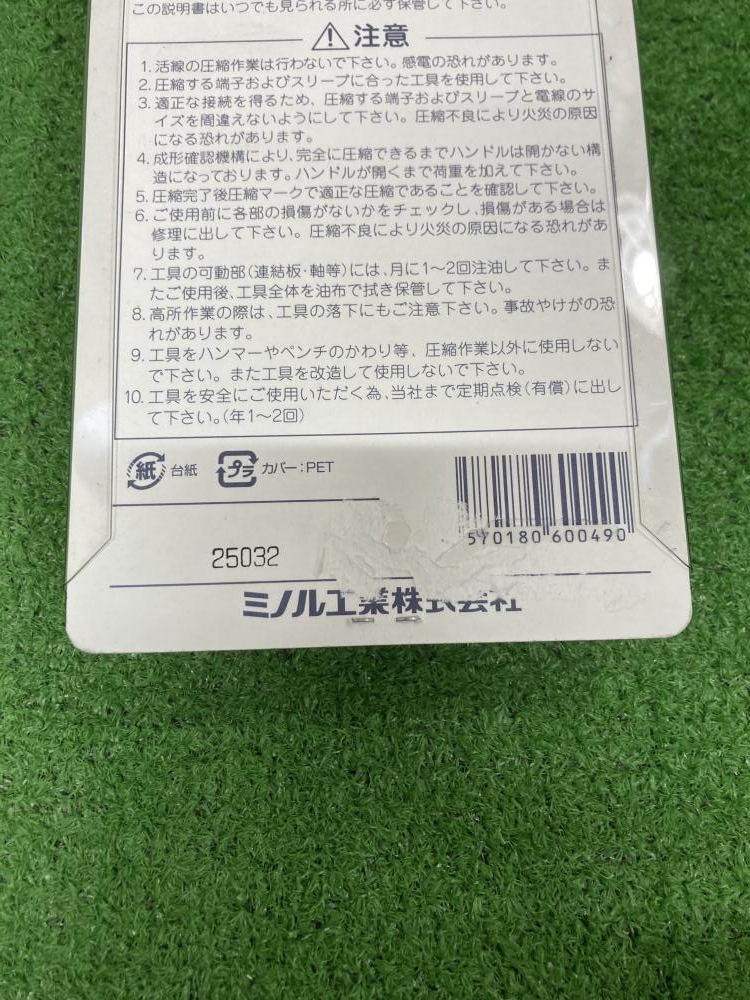 この説明書はいつでも見られる所に必ず保管して下さい。
注意
1. 活線の圧縮作業は行わないで下さい。感電の恐れがあります。
2. 圧縮する端子およびスリーブに合った工具を使用して下さい。
3. 適正な接続を得るため、圧縮する端子およびスリーブと電線のサ
イズを間違えないようにして下さい。圧縮不良により火災の原因
になる恐れがあります。
4. 成形確認機構により、完全に圧縮できるまでハンドルは開かない構
造になっております。ハンドルが開くまで荷重を加えて下さい。
5. 圧縮完了後圧縮マークで適正な圧縮であることを確認して下さい。
6. ご使用前に各部の損傷がないかをチェックし、損傷がある場合は
修理に出して下さい。圧縮不良により火災の原因になる恐れがあ
ります。
7. 工具の可動部(連結板・軸等)には、月に1〜2回注油して下さい。ま
たご使用後、工具全体を油布で拭き保管して下さい。
8. 高所作業の際は、工具の落下にもご注意下さい。事故やけがの恐
れがあります。
9. 工具をハンマーやペンチのかわり等、圧縮作業以外に使用しない
で下さい。また工具を改造して使用しないで下さい。
10. 工具を安全にご使用いただく為、当社まで定期点検(有償)に出し
て下さい。(年1〜2回)
紙 台紙 プラ カバー:PET
570180 600490
25032
ミノル工業株式会社